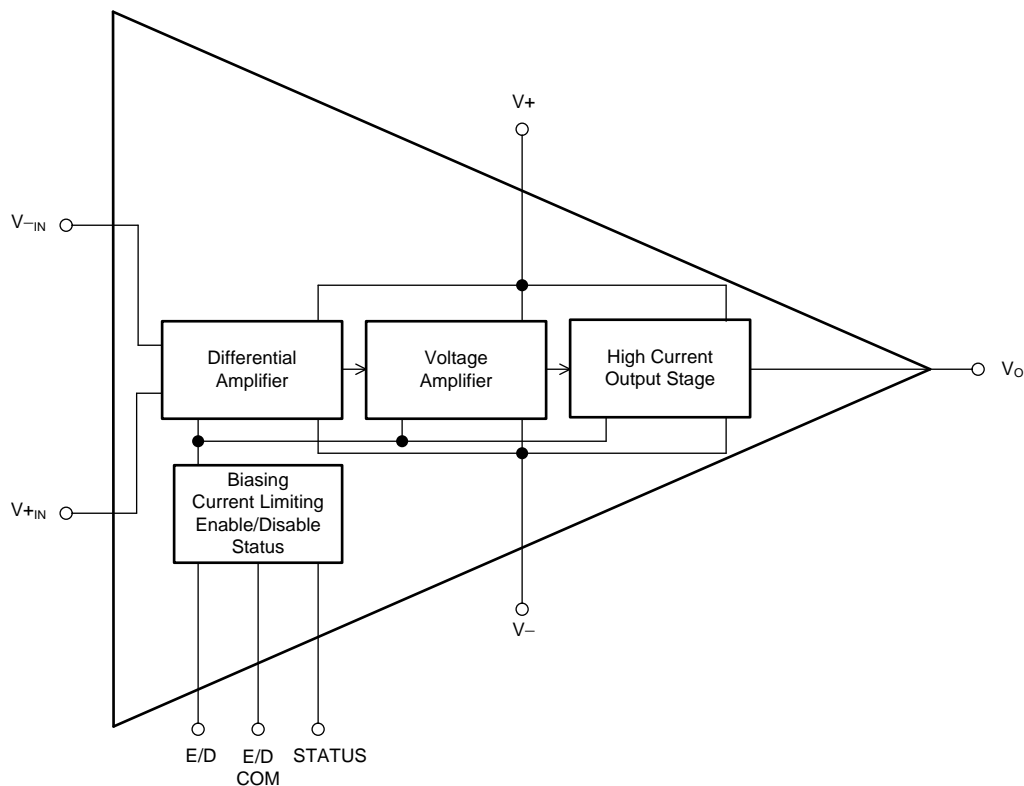 V+
V–IN
Differential
Amplifier
Voltage
Amplifier
High Current
Output Stage
VO
Biasing
Current Limiting
Enable/Disable
Status
V+IN
V–
E/D
E/D
COM
STATUS